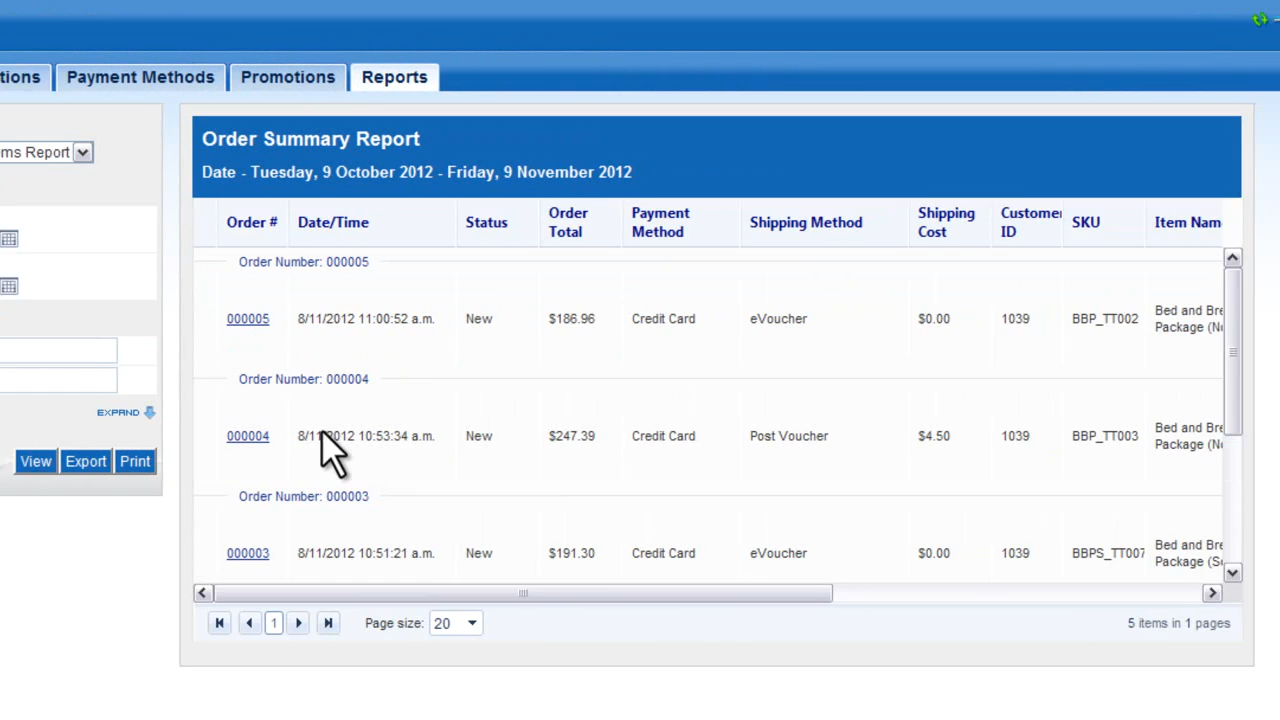 tions Payment Methods Promotions Reports
ms Report
EXPAND
View Export Print
Order Summary Report
Date - Tuesday, 9 October 2012 - Friday, 9 November 2012
Order # Date/Time Status Order Total Payment Method Shipping Method Shipping Cost Customer ID SKU Item Nam
Order Number: 000005
000005 8/11/2012 11:00:52 a.m. New $186.96 Credit Card eVoucher $0.00 1039 BBP_TT002 Bed and Bre
Package (N
Order Number: 000004
000004 8/11/2012 10:53:34 a.m. New $247.39 Credit Card Post Voucher $4.50 1039 BBP_TT003 Bed and Bre
Package (N
Order Number: 000003
000003 8/11/2012 10:51:21 a.m. New $191.30 Credit Card eVoucher $0.00 1039 BBPS_TT007 Bed and Bre
Package (S
1 Page size: 20 5 items in 1 pages